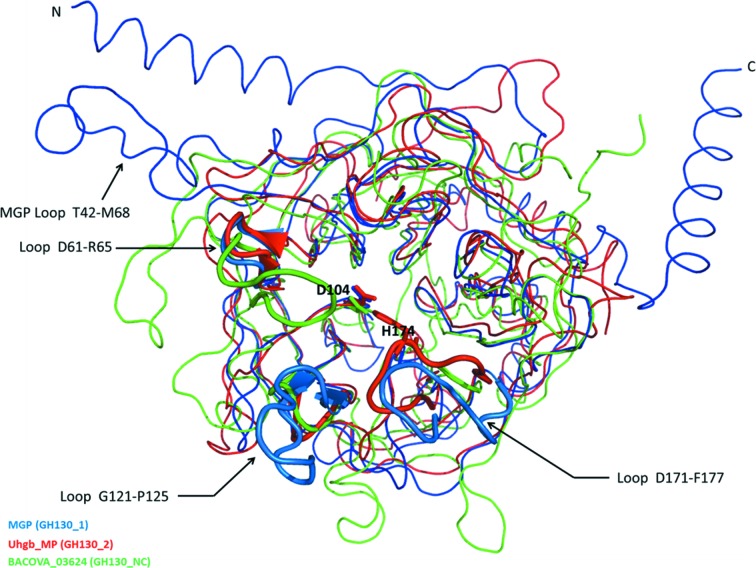 N
C
MGP Loop T42-M68
Loop D61-R65
D104
H174
Loop D171-F177
Loop G121-P125
MGP (GH130_1)
Uhgb_MP (GH130_2)
BACOVA_03624 (GH130_NC)